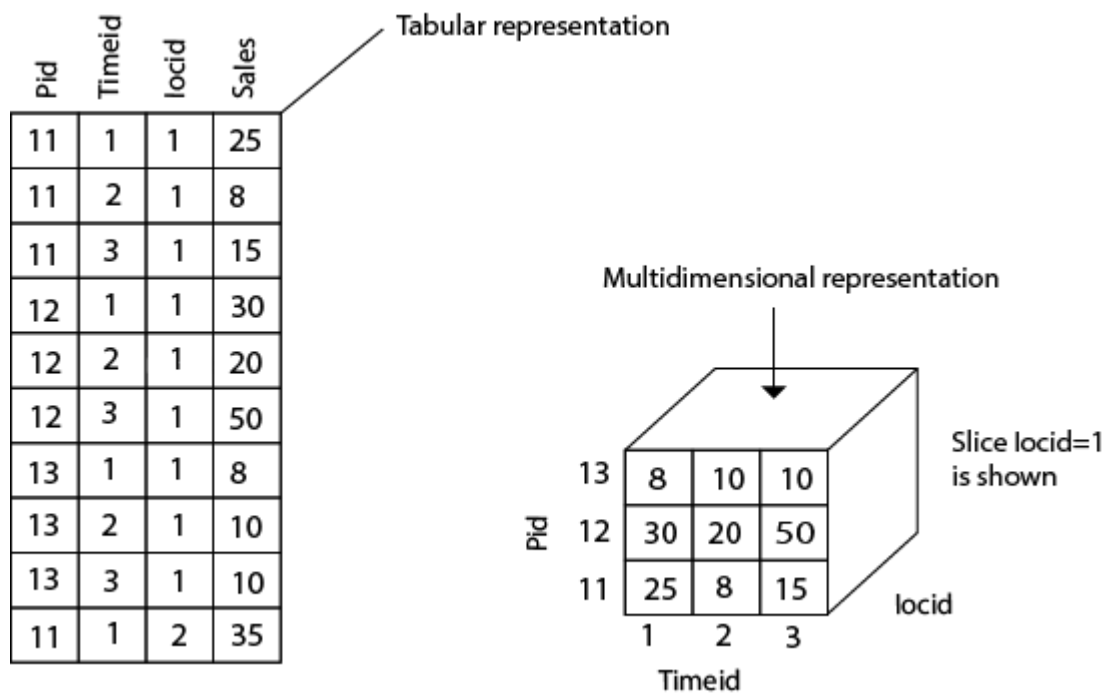 Tabular representation
Pid Timeid locid Sales
11 1 1 25
11 2 1 8
11 3 1 15
12 1 1 30
12 2 1 20
12 3 1 50
13 1 1 8
13 2 1 10
13 3 1 10
11 1 2 35
Multidimensional representation
Slice locid=1
is shown
13 8 10 10
12 30 20 50
11 25 8 15
1 2 3
Pid
Timeid
locid